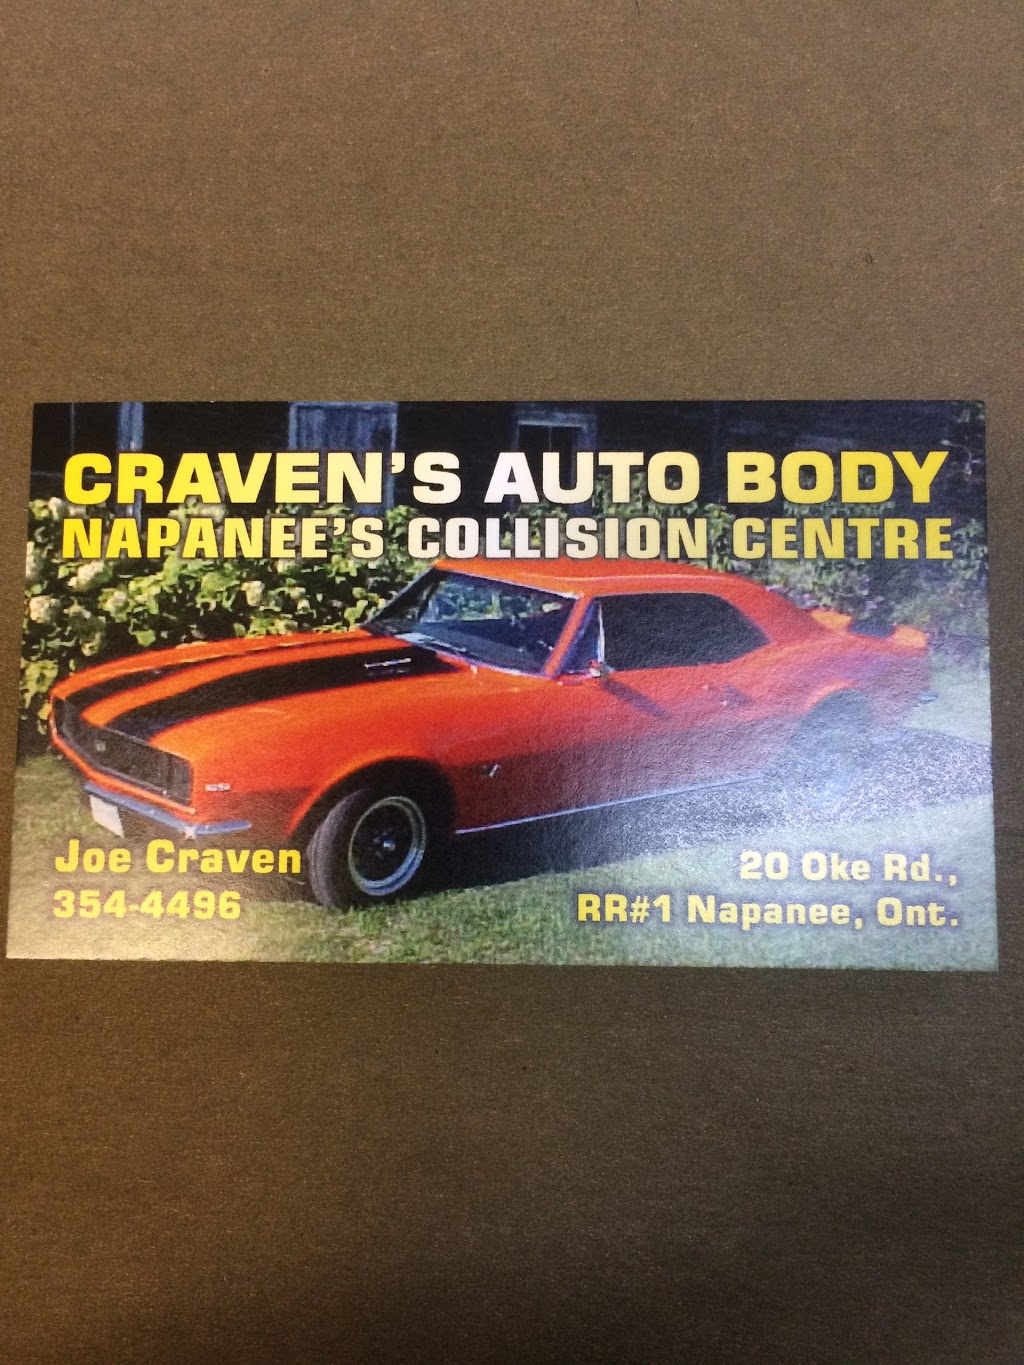 CRAVEN'S AUTO BODY
NAPANEE'S COLLISION CENTRE
Joe Craven
354-4496
20 Oke Rd.,
RR#1 Napanee, Ont.